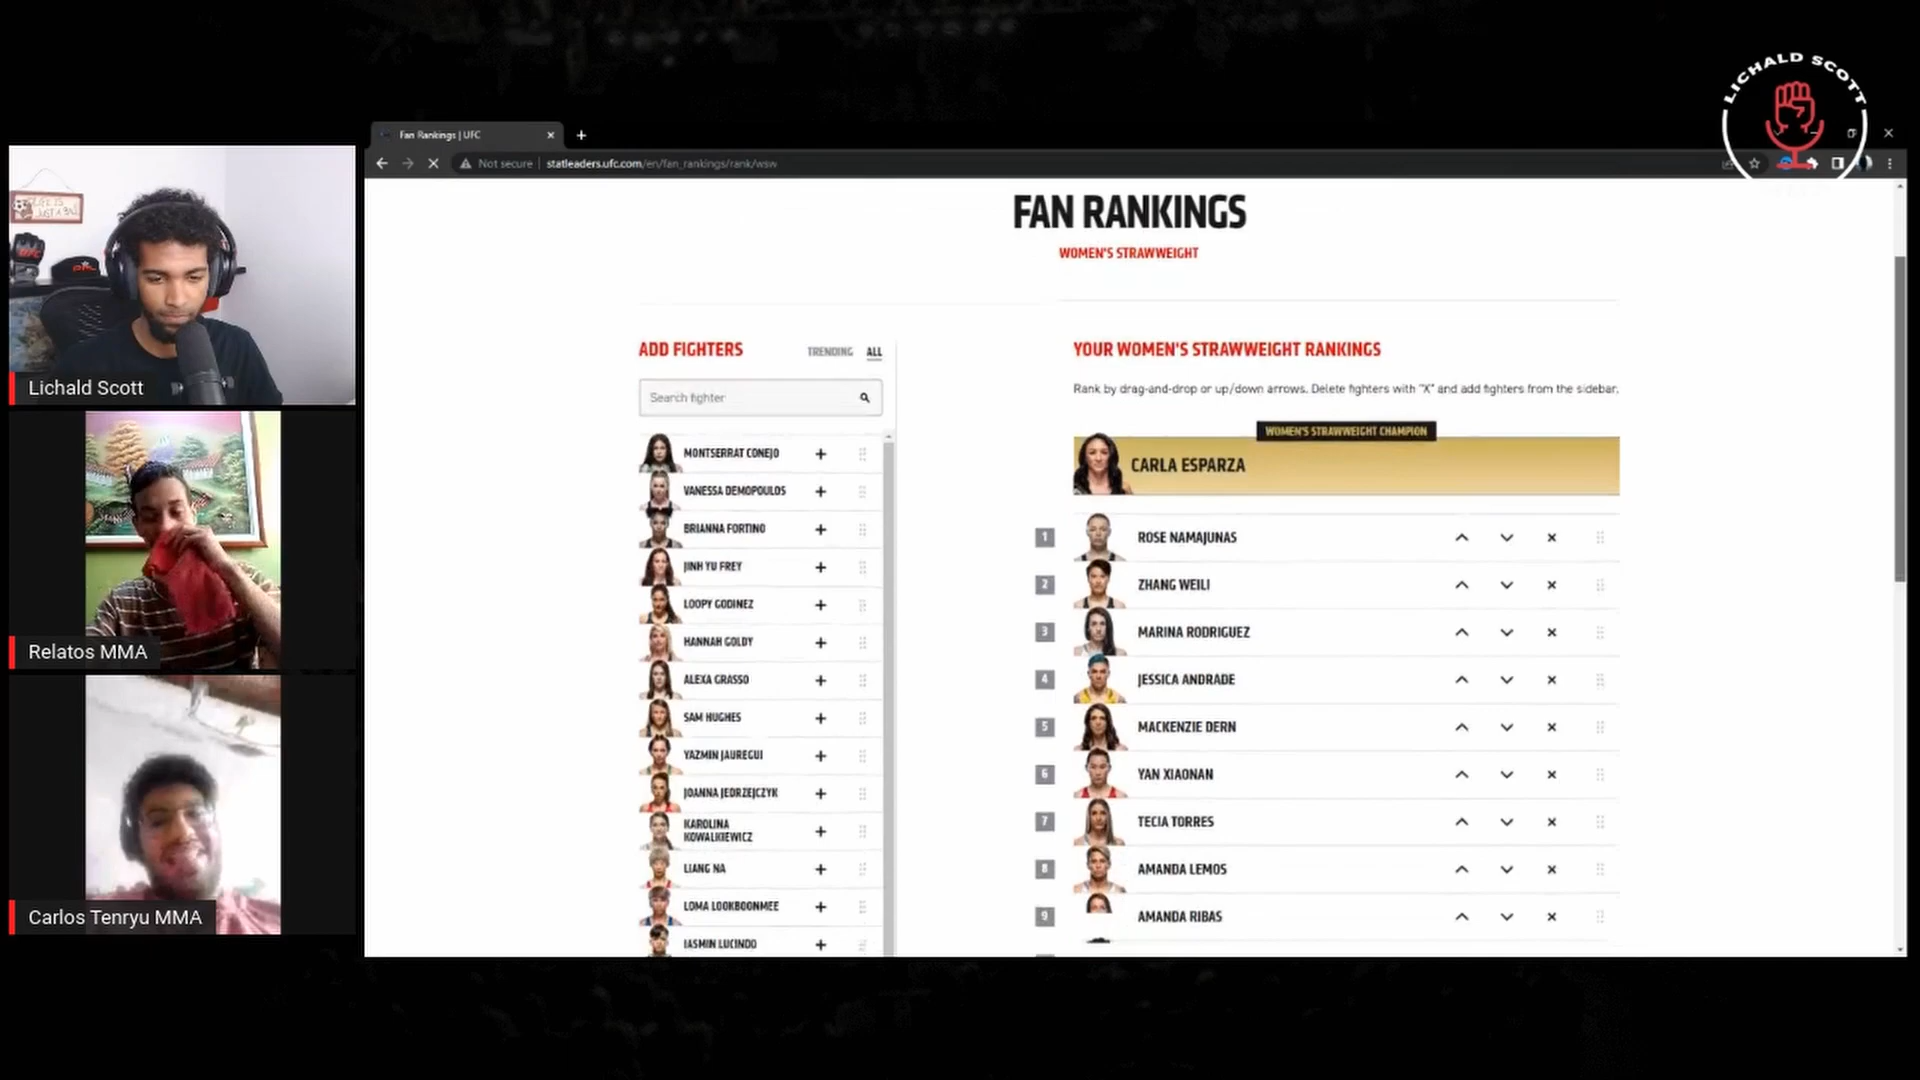 LICHALD SCOTT
Fan Rankings | UFC
Not secure
statleaders.ufc.com/en/fan_rankings/rank/wsw
LIFE IS
JUST A
UFC
Lichald Scott
Relatos MMA
Carlos Tenryu MMA
FAN RANKINGS
WOMEN'S STRAWWEIGHT
ADD FIGHTERS
TRENDING
ALL
Search fighter
MONTSERRAT CONEJO
VANESSA DEMOPOULOS
BRIANNA FORTINO
JINH YU FREY
LOOPY GODINEZ
HANNAH GOLDY
ALEXA GRASSO
SAM HUGHES
YAZMIN JAUREGUI
JOANNA JEDRZEJCZYK
KAROLINA
KOWALKIEWICZ
LIANG NA
LOMA LOOKBOONMEE
IASMIN LUCINDO
YOUR WOMEN'S STRAWWEIGHT RANKINGS
Rank by drag-and-drop or up/down arrows. Delete fighters with "X" and add fighters from the sidebar.
WOMEN'S STRAWWEIGHT CHAMPION
CARLA ESPARZA
1 ROSE NAMAJUNAS
2 ZHANG WEILI
3 MARINA RODRIGUEZ
4 JESSICA ANDRADE
5 MACKENZIE DERN
6 YAN XIAONAN
7 TECIA TORRES
8 AMANDA LEMOS
9 AMANDA RIBAS